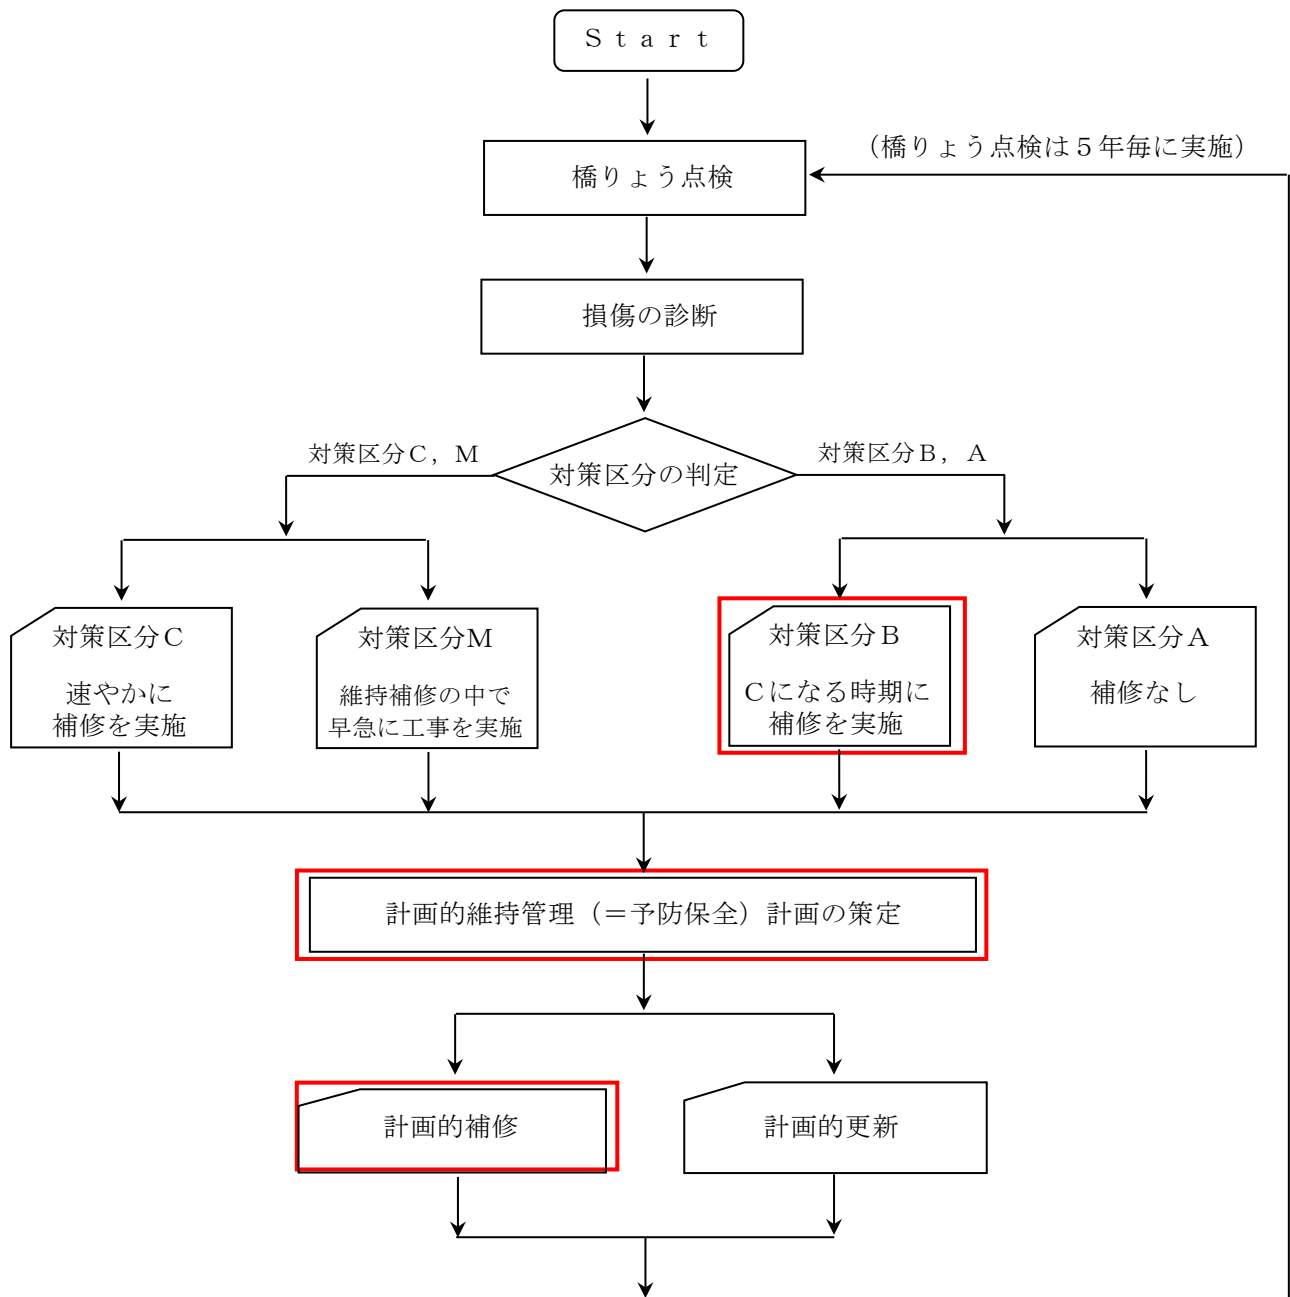 Ｓｔａｒｔ
（橋りょう点検は５年毎に実施）
橋りょう点検
損傷の診断
対策区分Ｃ，Ｍ
対策区分の判定
対策区分Ｂ，Ａ
対策区分Ｃ
速やかに
補修を実施
対策区分Ｍ
維持補修の中で
早急に工事を実施
対策区分Ｂ
Ｃになる時期に
補修を実施
対策区分Ａ
補修なし
計画的維持管理（＝予防保全）計画の策定
計画的補修
計画的更新